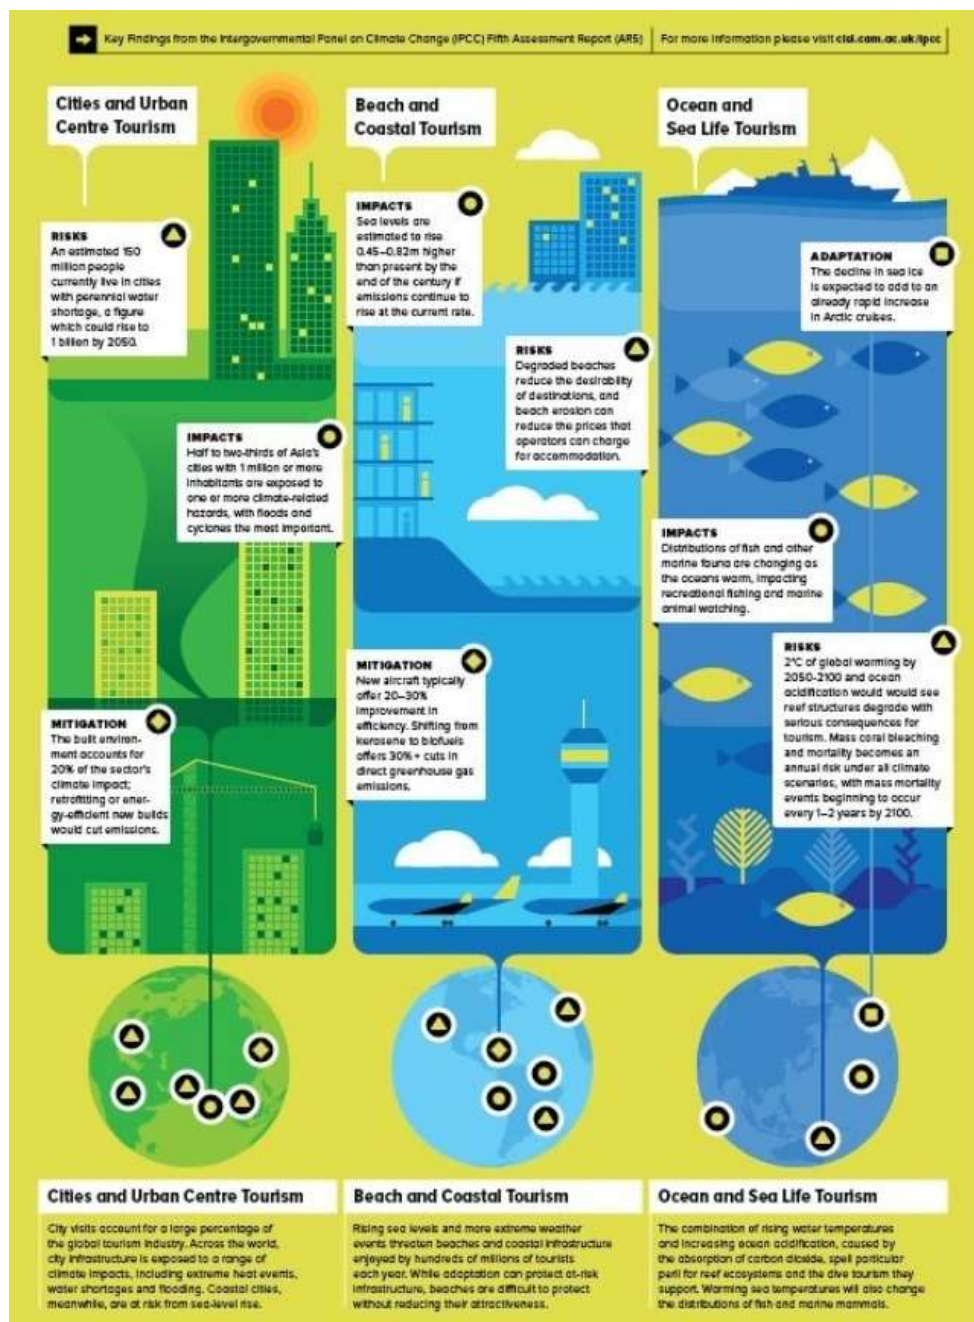 Key Findings from the Intergovernmental Panel on Climate Change (IPCC) Fifth Assessment Report (AR5)
For more information please visit cisl.cam.ac.uk/ipcc
Cities and Urban
Centre Tourism
RISKS
An estimated 150
million people
currently live in cities
with perennial water
shortage, a figure
which could rise to
1 billion by 2050.
IMPACTS
Half to two-thirds of Asia's
cities with 1 million or more
inhabitants are exposed to
one or more climate-related
hazards, with floods and
cyclones the most important.
MITIGATION
The built environ-
ment accounts for
20% of the sector's
climate impact;
retrofitting or ener-
gy-efficient new builds
would cut emissions.
Beach and
Coastal Tourism
IMPACTS
Sea levels are
estimated to rise
0.45–0.82m higher
than present by the
end of the century if
emissions continue to
rise at the current rate.
RISKS
Degraded beaches
reduce the desirability
of destinations, and
beach erosion can
reduce the prices that
operators can charge
for accommodation.
MITIGATION
New aircraft typically
offer 20–30%
improvement in
efficiency. Shifting from
kerosene to biofuels
offers 30%+ cuts in
direct greenhouse gas
emissions.
Ocean and
Sea Life Tourism
ADAPTATION
The decline in sea ice
is expected to add to an
already rapid increase
in Arctic cruises.
IMPACTS
Distributions of fish and other
marine fauna are changing as
the oceans warm, impacting
recreational fishing and marine
animal watching.
RISKS
2°C of global warming by
2050-2100 and ocean
acidification would would see
reef structures degrade with
serious consequences for
tourism. Mass coral bleaching
and mortality becomes an
annual risk under all climate
scenarios, with mass mortality
events beginning to occur
every 1–2 years by 2100.
Cities and Urban Centre Tourism
City visits account for a large percentage of
the global tourism industry. Across the world,
city infrastructure is exposed to a range of
climate impacts, including extreme heat events,
water shortages and flooding. Coastal cities,
meanwhile, are at risk from sea-level rise.
Beach and Coastal Tourism
Rising sea levels and more extreme weather
events threaten beaches and coastal infrastructure
enjoyed by hundreds of millions of tourists
each year. While adaptation can protect at-risk
infrastructure, beaches are difficult to protect
without reducing their attractiveness.
Ocean and Sea Life Tourism
The combination of rising water temperatures
and increasing ocean acidification, caused by
the absorption of carbon dioxide, spell particular
peril for reef ecosystems and the dive tourism they
support. Warming sea temperatures will also change
the distributions of fish and marine mammals.